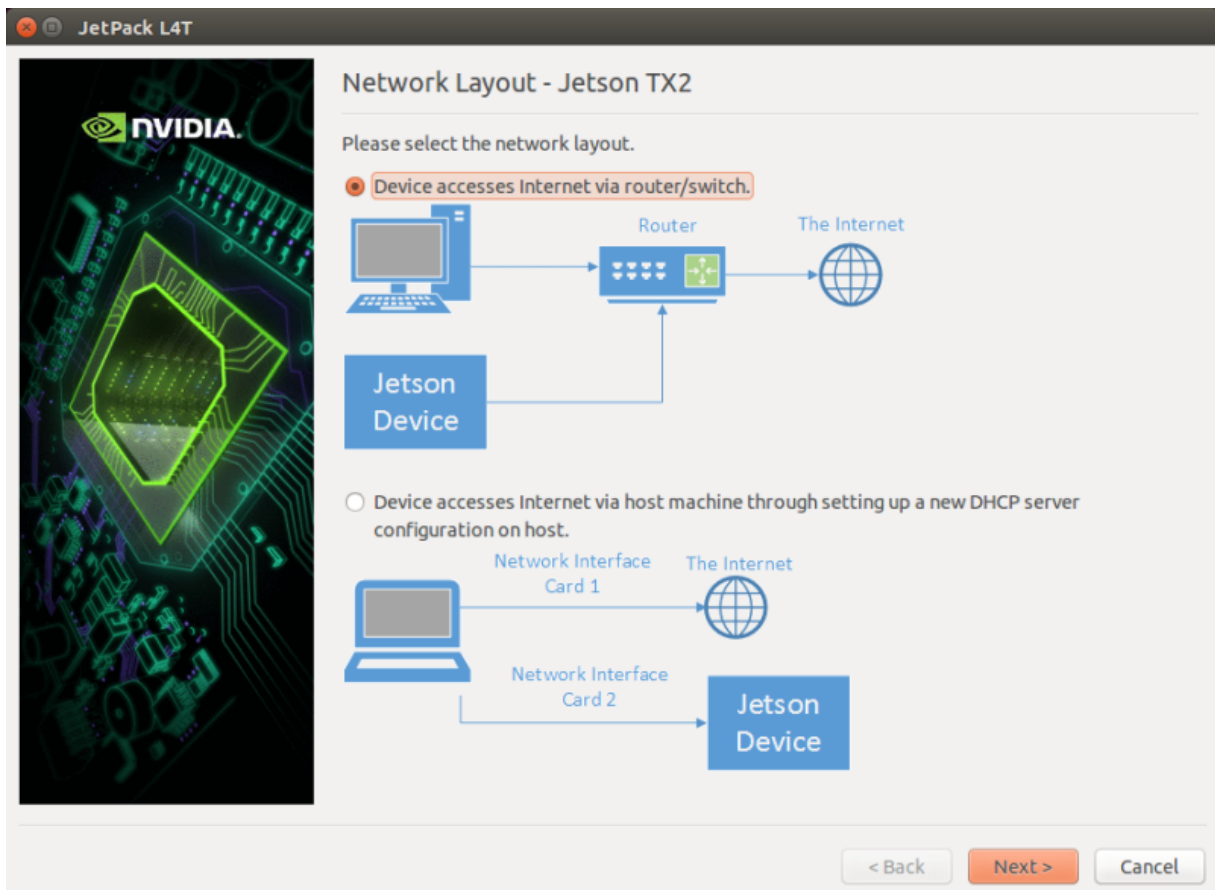 JetPack L4T
NVIDIA.
Network Layout - Jetson TX2
Please select the network layout.
Device accesses Internet via router/switch.
Router
The Internet
Jetson
Device
Device accesses Internet via host machine through setting up a new DHCP server
configuration on host.
Network Interface
Card 1
The Internet
Network Interface
Card 2
Jetson
Device
< Back
Next >
Cancel